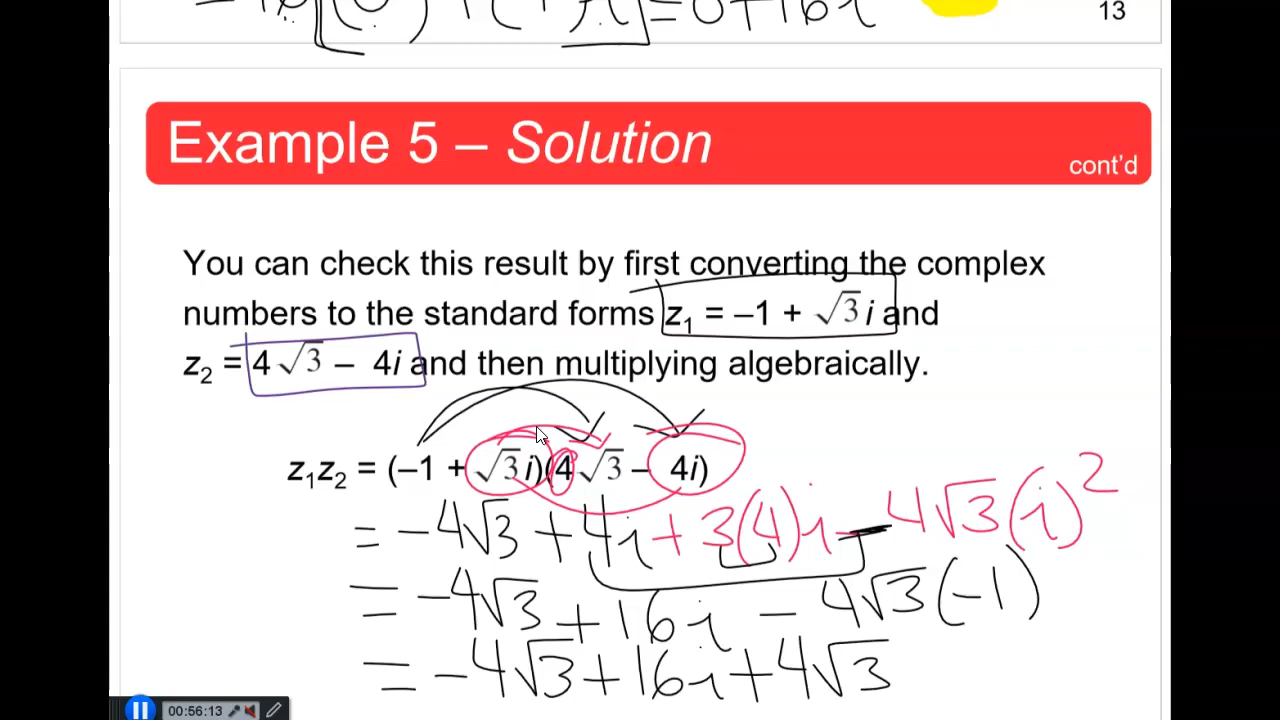 = 0 + 16i
13
Example 5 – Solution
cont'd
You can check this result by first converting the complex
numbers to the standard forms z₁ = –1 + √3 i and
z₂ = 4√3 – 4i and then multiplying algebraically.
z₁z₂ = (–1 + √3 i)(4√3 – 4i)
= -4√3 + 4i + 3(4)i - 4√3(i)²
= -4√3 + 16i - 4√3(-1)
= -4√3 + 16i + 4√3
00:56:13